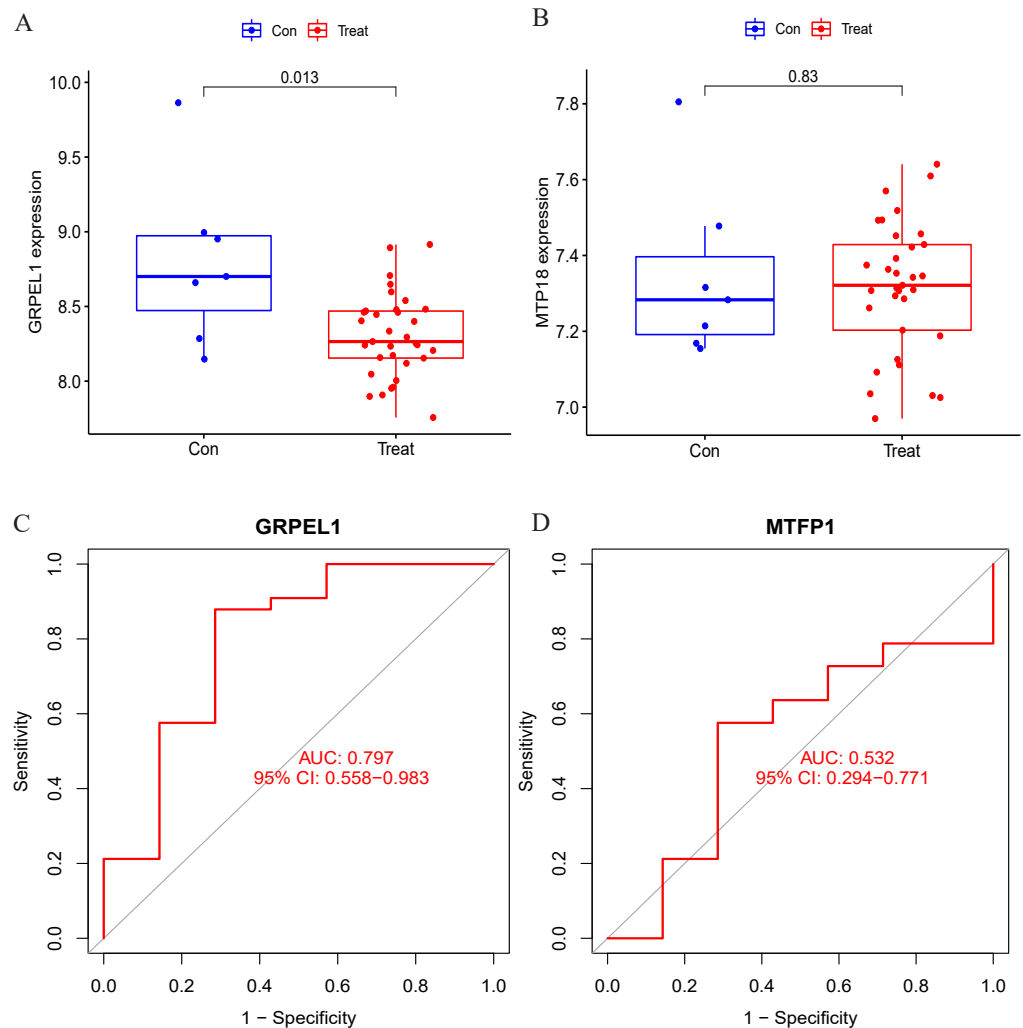 A
Con Treat
0.013
10.0
9.5
9.0
8.5
8.0
GRPEL1 expression
Con Treat
B
Con Treat
0.83
7.8
7.6
7.4
7.2
7.0
MTP18 expression
Con Treat
C
GRPEL1
1.0
0.8
0.6
0.4
0.2
0.0
Sensitivity
AUC: 0.797
95% CI: 0.558−0.983
0.0 0.2 0.4 0.6 0.8 1.0
1 − Specificity
D
MTFP1
1.0
0.8
0.6
0.4
0.2
0.0
Sensitivity
AUC: 0.532
95% CI: 0.294−0.771
0.0 0.2 0.4 0.6 0.8 1.0
1 − Specificity